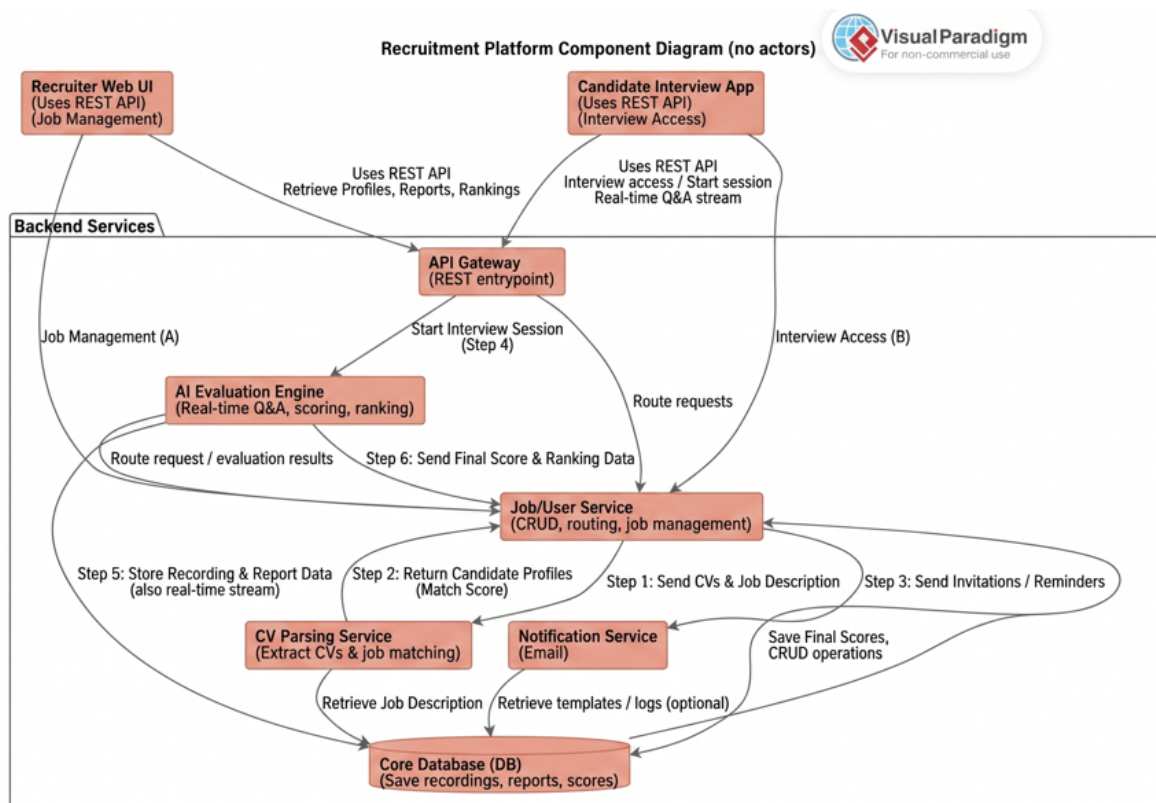 VisualParadigm
For non-commercial use
Recruitment Platform Component Diagram (no actors)
Recruiter Web UI
(Uses REST API)
(Job Management)
Candidate Interview App
(Uses REST API)
(Interview Access)
Uses REST API
Retrieve Profiles, Reports, Rankings
Uses REST API
Interview access / Start session
Real-time Q&A stream
Backend Services
API Gateway
(REST entrypoint)
Job Management (A)
Start Interview Session
(Step 4)
Interview Access (B)
AI Evaluation Engine
(Real-time Q&A, scoring, ranking)
Route requests
Route request / evaluation results
Step 6: Send Final Score & Ranking Data
Job/User Service
(CRUD, routing, job management)
Step 5: Store Recording & Report Data
(also real-time stream)
Step 2: Return Candidate Profiles
(Match Score)
Step 1: Send CVs & Job Description
Step 3: Send Invitations / Reminders
CV Parsing Service
(Extract CVs & job matching)
Notification Service
(Email)
Save Final Scores,
CRUD operations
Retrieve Job Description
Retrieve templates / logs (optional)
Core Database (DB)
(Save recordings, reports, scores)